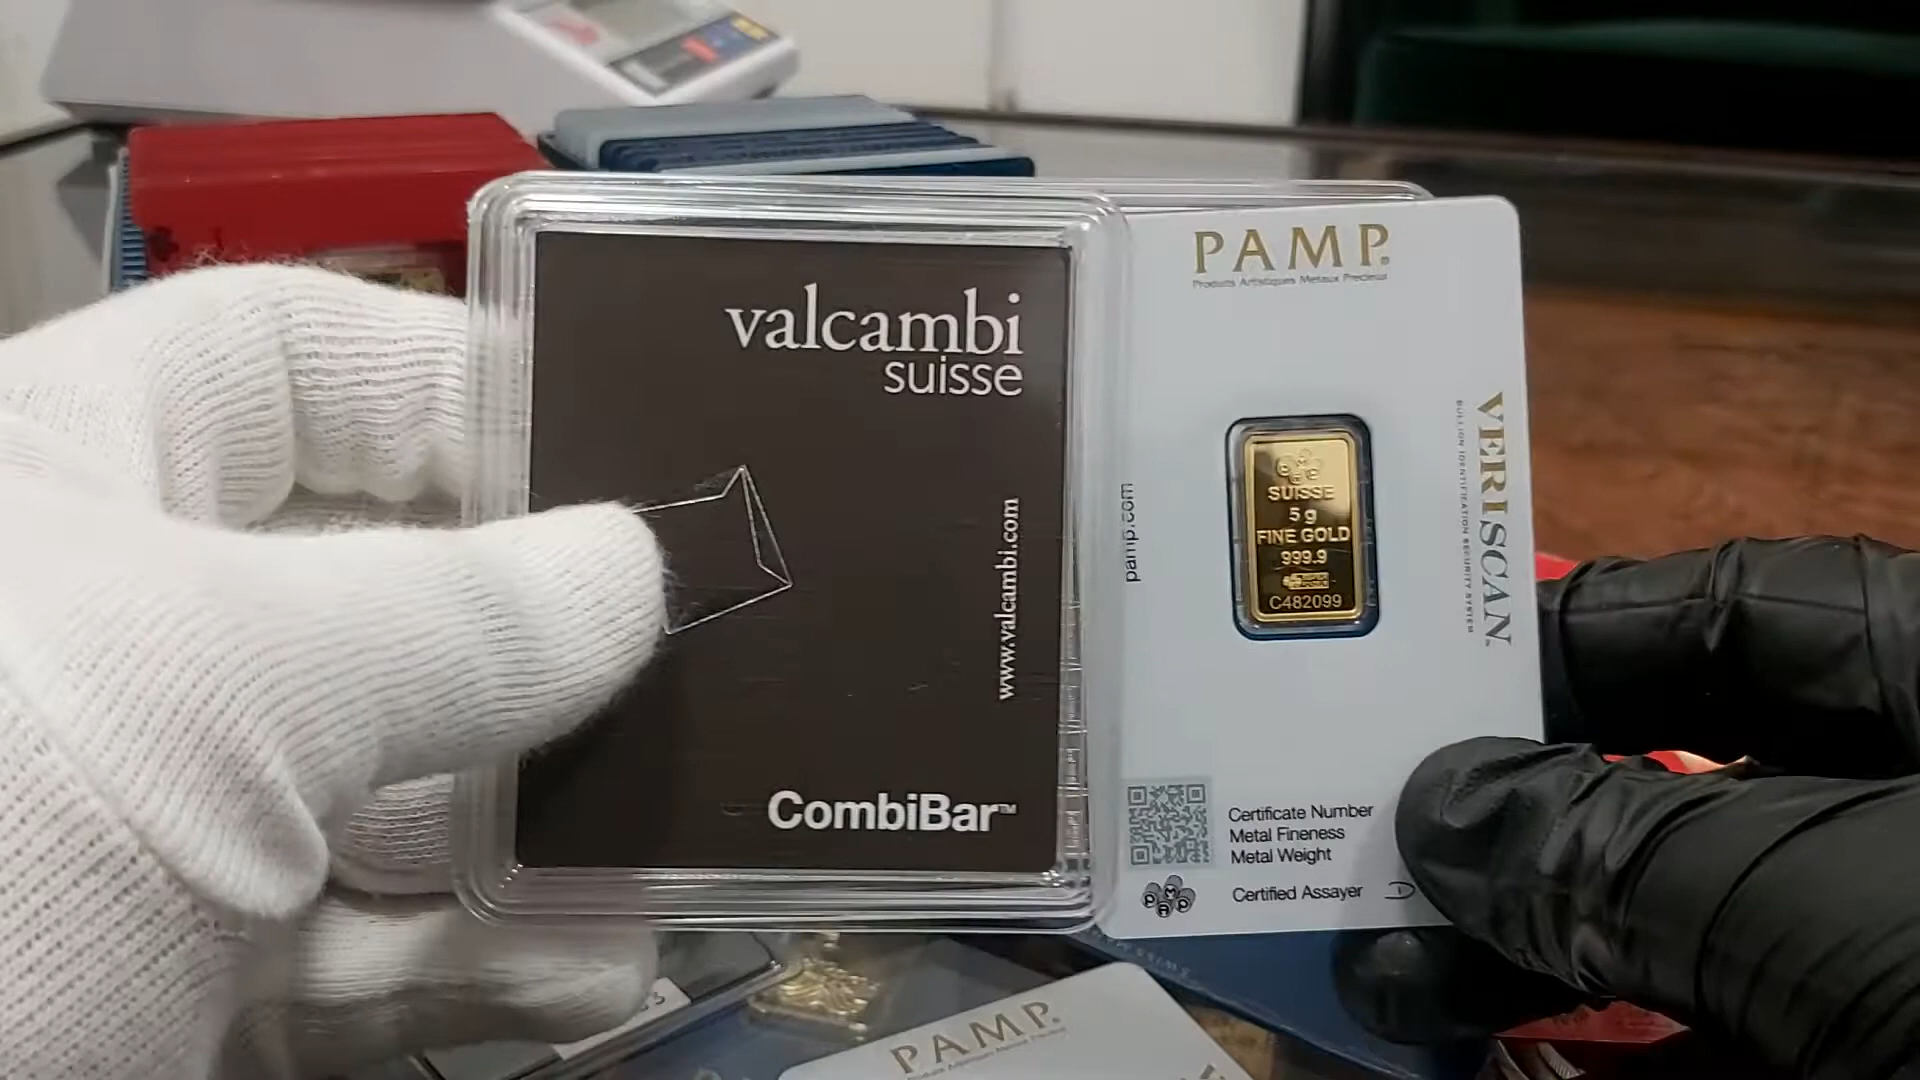 valcambi
suisse
www.valcambi.com
CombiBar™
PAMP®
Produits Artistiques Métaux Précieux
VERISCAN
BULLION IDENTIFICATION SECURITY SYSTEM
pamp.com
SUISSE
5 g
FINE GOLD
999.9
C482099
Certificate Number
Metal Fineness
Metal Weight
Certified Assayer
PAMP
PAMP.